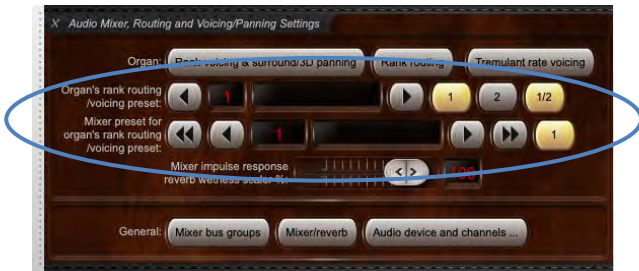 X Audio Mixer, Routing and Voicing/Panning Settings
Organ: Rank voicing & surround/3D panning Rank routing Tremulant rate voicing
Organ's rank routing
/voicing preset: 1 1 2 1/2
Mixer preset for
organ's rank routing
/voicing preset: 1 1
Mixer impulse response
reverb wetness scaler %: 100
General: Mixer bus groups Mixer/reverb Audio device and channels ...